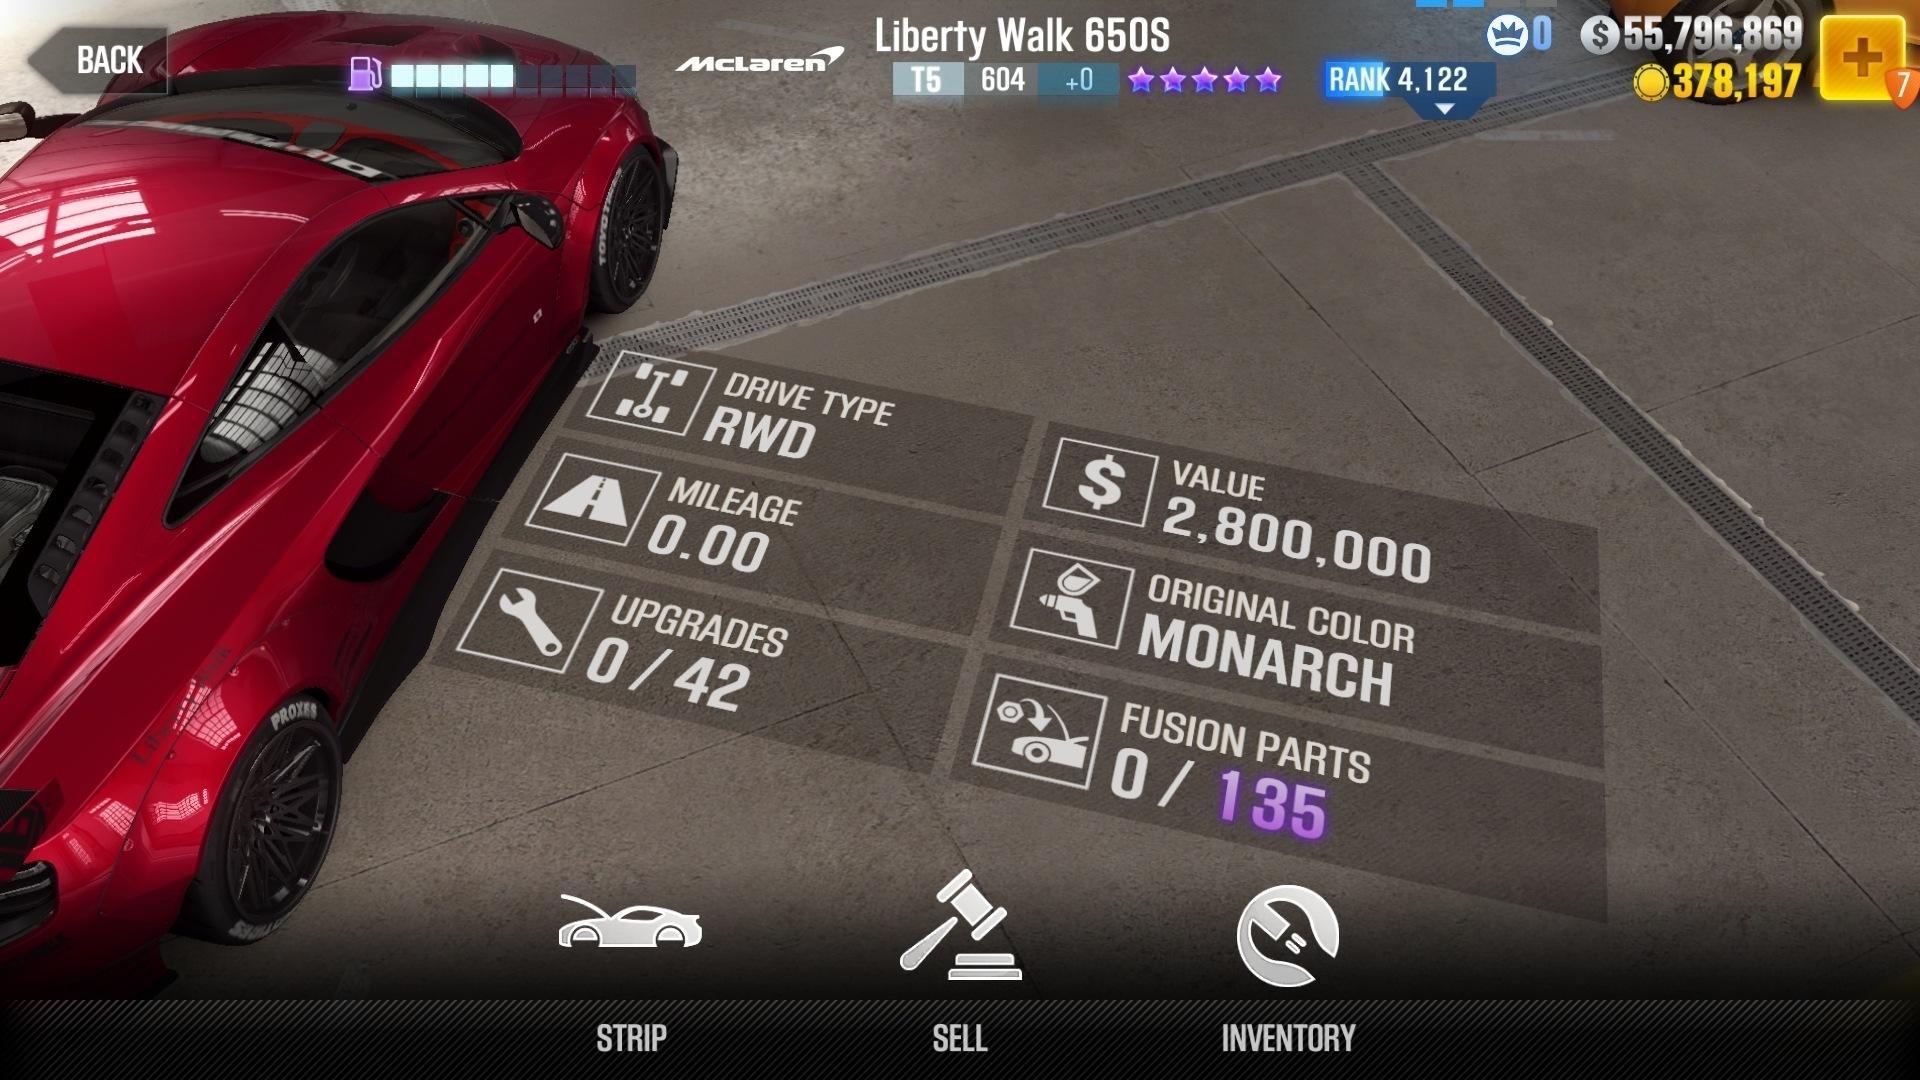 BACK
McLaren
Liberty Walk 650S
T5 604 +0
RANK 4,122
0
$ 55,796,869
378,197
7
DRIVE TYPE
RWD
MILEAGE
0.00
UPGRADES
0 / 42
$ VALUE
2,800,000
ORIGINAL COLOR
MONARCH
FUSION PARTS
0 / 135
TOYO
PROXES
STRIP
SELL
INVENTORY